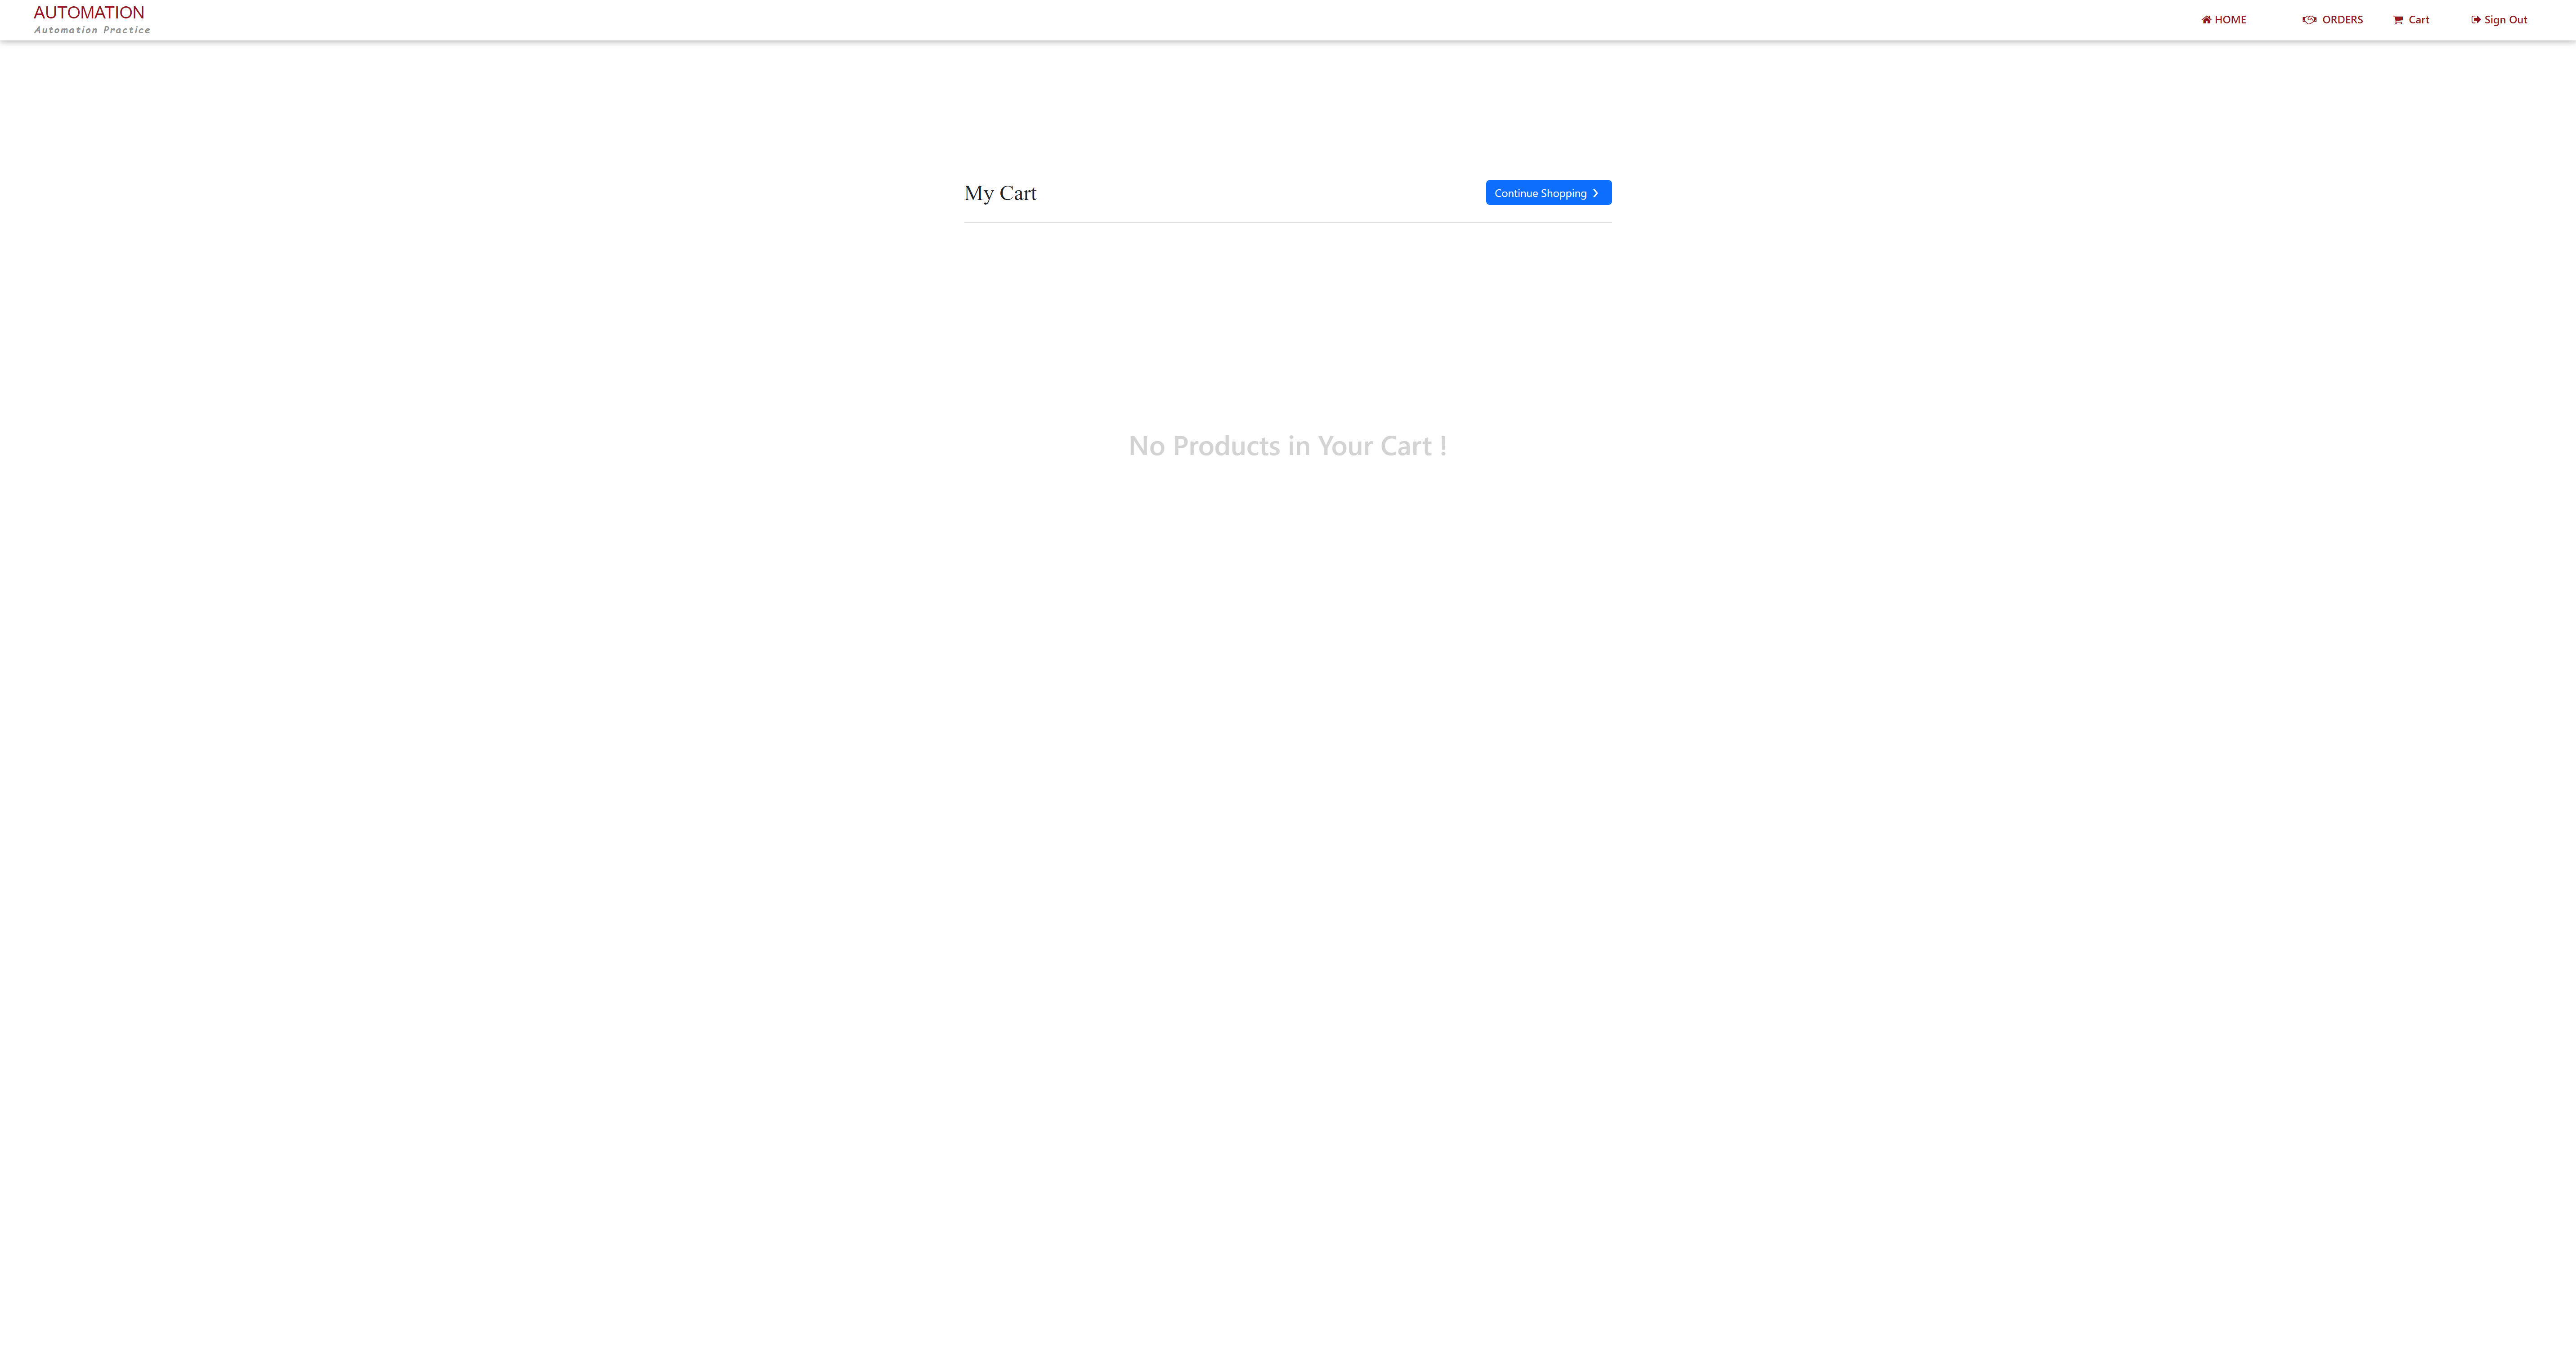 AUTOMATION
Automation Practice
HOME
ORDERS
Cart
Sign Out
My Cart
Continue Shopping
No Products in Your Cart !